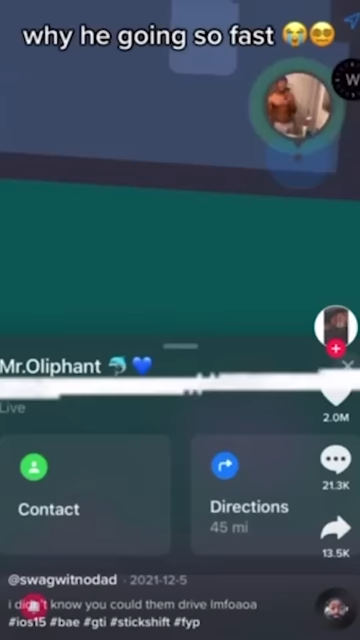 why he going so fast 😭😵‍💫
W
Mr.Oliphant 🐬💙
Live
2.0M
21.3K
Contact
Directions
45 mi
13.5K
@swagwitnodad · 2021-12-5
i didn't know you could them drive lmfoaoa
#ios15 #bae #gti #stickshift #fyp